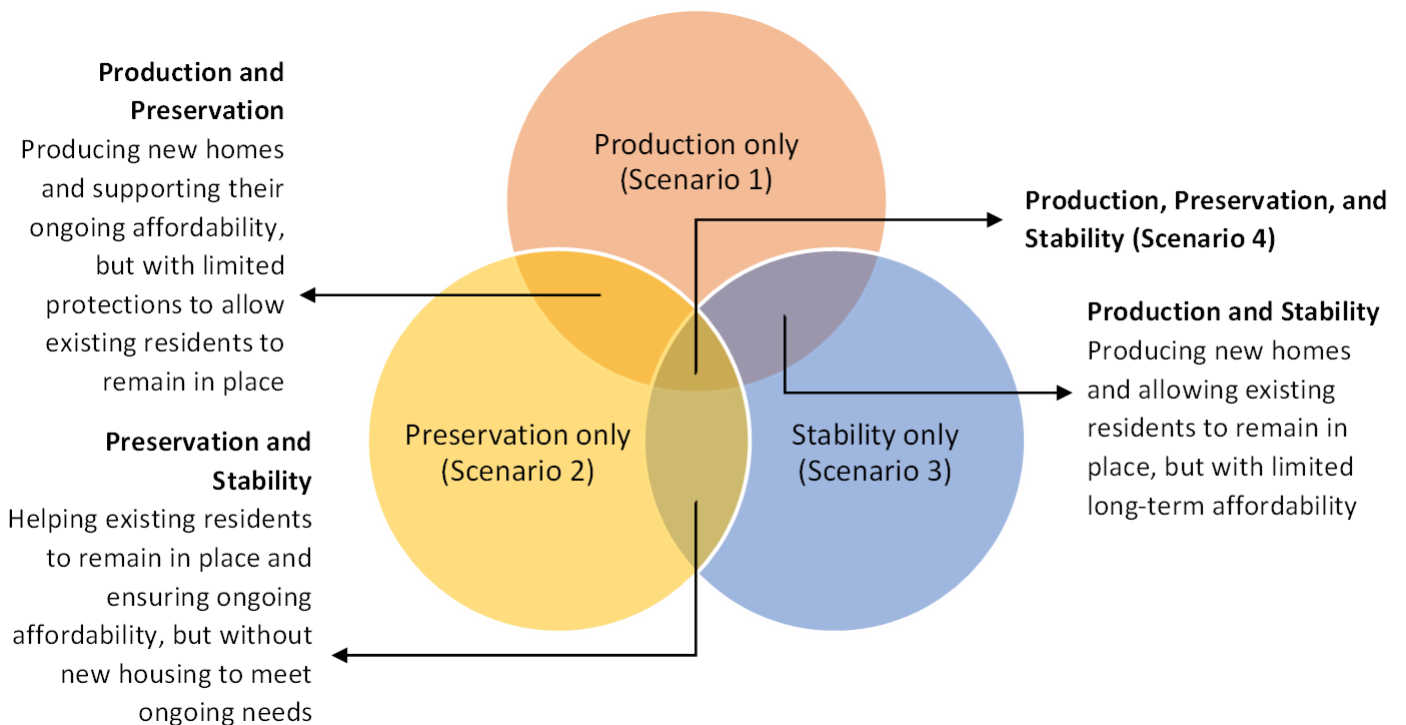 Production and
Preservation
Producing new homes
and supporting their
ongoing affordability,
but with limited
protections to allow
existing residents to
remain in place
Production only
(Scenario 1)
Production, Preservation, and
Stability (Scenario 4)
Production and Stability
Producing new homes
and allowing existing
residents to remain in
place, but with limited
long-term affordability
Preservation only
(Scenario 2)
Stability only
(Scenario 3)
Preservation and
Stability
Helping existing residents
to remain in place and
ensuring ongoing
affordability, but without
new housing to meet
ongoing needs